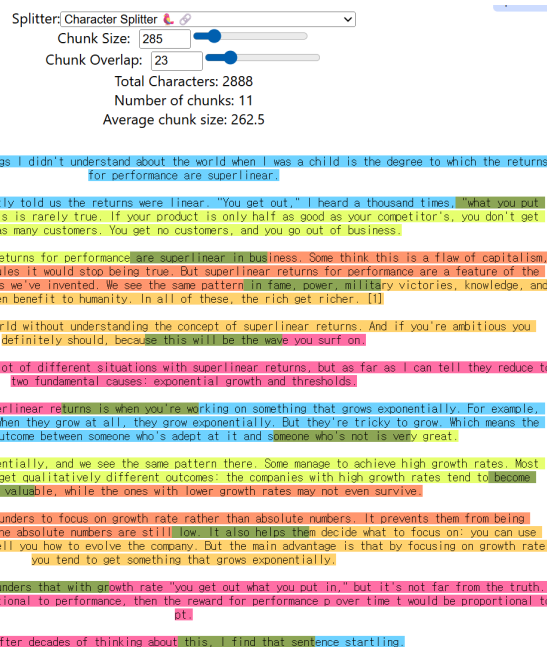 Splitter: Character Splitter 🦜🔗
Chunk Size: 285
Chunk Overlap: 23
Total Characters: 2888
Number of chunks: 11
Average chunk size: 262.5
gs I didn't understand about the world when I was a child is the degree to which the returns
for performance are superlinear.
ly told us the returns were linear. "You get out," I heard a thousand times, "what you put
s is rarely true. If your product is only half as good as your competitor's, you don't get
as many customers. You get no customers, and you go out of business.
eturns for performance are superlinear in business. Some think this is a flaw of capitalism,
ules it would stop being true. But superlinear returns for performance are a feature of the
s we've invented. We see the same pattern in fame, power, military victories, knowledge, and
en benefit to humanity. In all of these, the rich get richer. [1]
rld without understanding the concept of superlinear returns. And if you're ambitious you
definitely should, because this will be the wave you surf on.
ot of different situations with superlinear returns, but as far as I can tell they reduce to
two fundamental causes: exponential growth and thresholds.
erlinear returns is when you're working on something that grows exponentially. For example,
hen they grow at all, they grow exponentially. But they're tricky to grow. Which means the
utcome between someone who's adept at it and someone who's not is very great.
entially, and we see the same pattern there. Some manage to achieve high growth rates. Most
get qualitatively different outcomes: the companies with high growth rates tend to become
valuable, while the ones with lower growth rates may not even survive.
unders to focus on growth rate rather than absolute numbers. It prevents them from being
he absolute numbers are still low. It also helps them decide what to focus on: you can use
ell you how to evolve the company. But the main advantage is that by focusing on growth rate
you tend to get something that grows exponentially.
unders that with growth rate "you get out what you put in," but it's not far from the truth.
tional to performance, then the reward for performance p over time t would be proportional to
pt.
fter decades of thinking about this, I find that sentence startling.